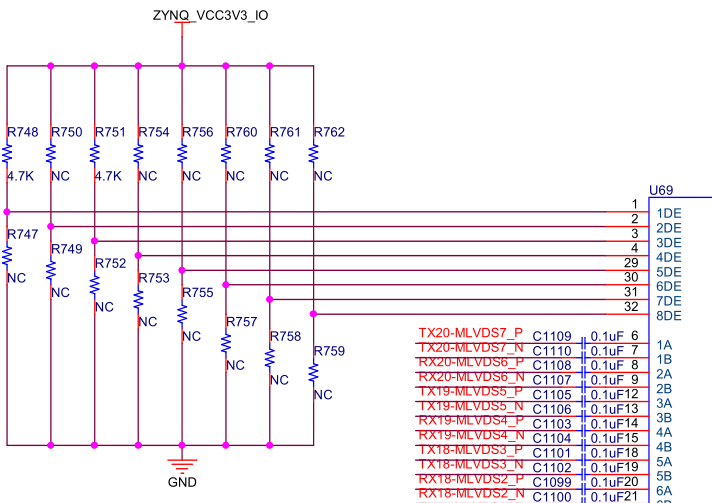 ZYNQ_VCC3V3_IO
R748 R750 R751 R754 R756 R760 R761 R762
4.7K NC 4.7K NC NC NC NC NC
U69
1 1DE
2 2DE
3 3DE
4 4DE
29 5DE
30 6DE
31 7DE
32 8DE
R747
NC
R749
NC
R752
NC
R753
NC
R755
NC
R757
NC
R758
NC
R759
NC
GND
TX20-MLVDS7_P C1109 0.1uF 6 1A
TX20-MLVDS7_N C1110 0.1uF 7 1B
RX20-MLVDS6_P C1108 0.1uF 8 2A
RX20-MLVDS6_N C1107 0.1uF 9 2B
TX19-MLVDS5_P C1105 0.1uF 12 3A
TX19-MLVDS5_N C1106 0.1uF 13 3B
RX19-MLVDS4_P C1103 0.1uF 14 4A
RX19-MLVDS4_N C1104 0.1uF 15 4B
TX18-MLVDS3_P C1101 0.1uF 18 5A
TX18-MLVDS3_N C1102 0.1uF 19 5B
RX18-MLVDS2_P C1099 0.1uF 20 6A
RX18-MLVDS2_N C1100 0.1uF 21